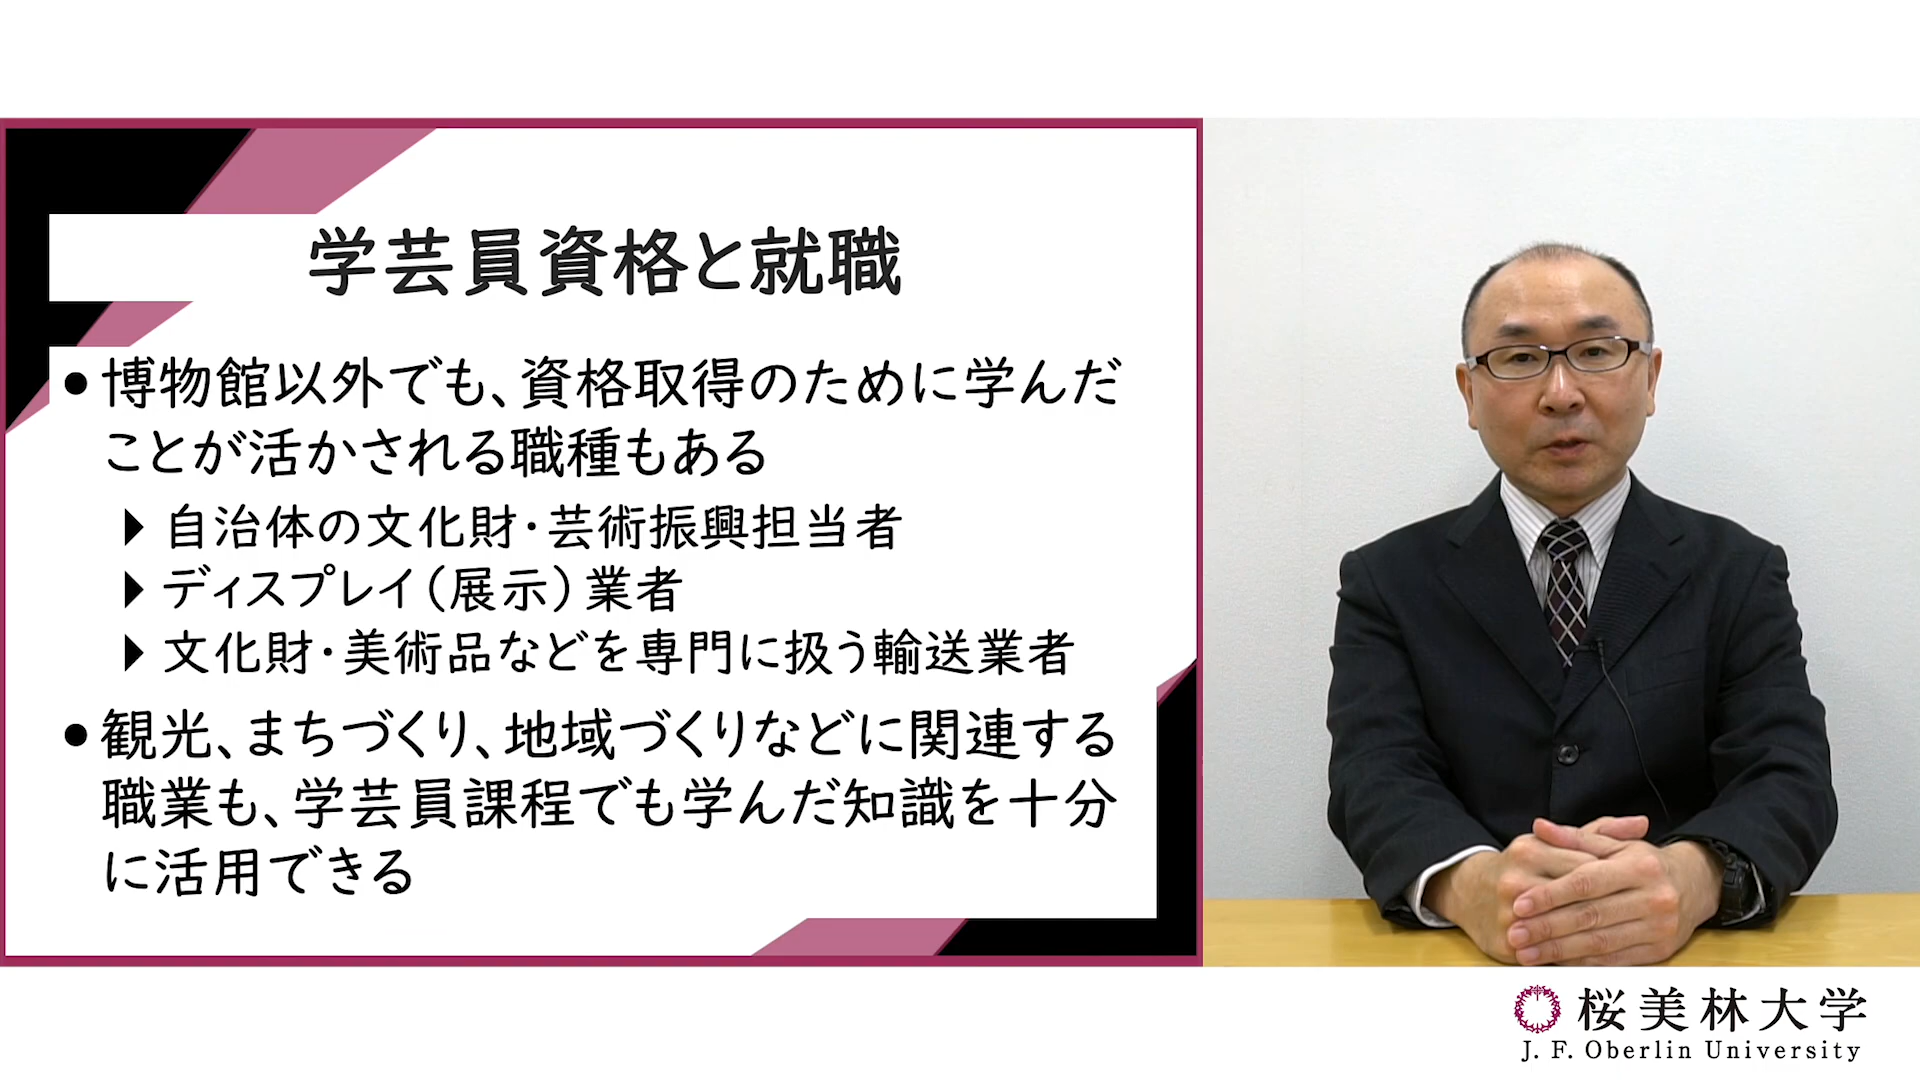 学芸員資格と就職
●博物館以外でも、資格取得のために学んだ
ことが活かされる職種もある
▶自治体の文化財・芸術振興担当者
▶ディスプレイ（展示）業者
▶文化財・美術品などを専門に扱う輸送業者
●観光、まちづくり、地域づくりなどに関連する
職業も、学芸員課程でも学んだ知識を十分
に活用できる
桜美林大学
J. F. Oberlin University